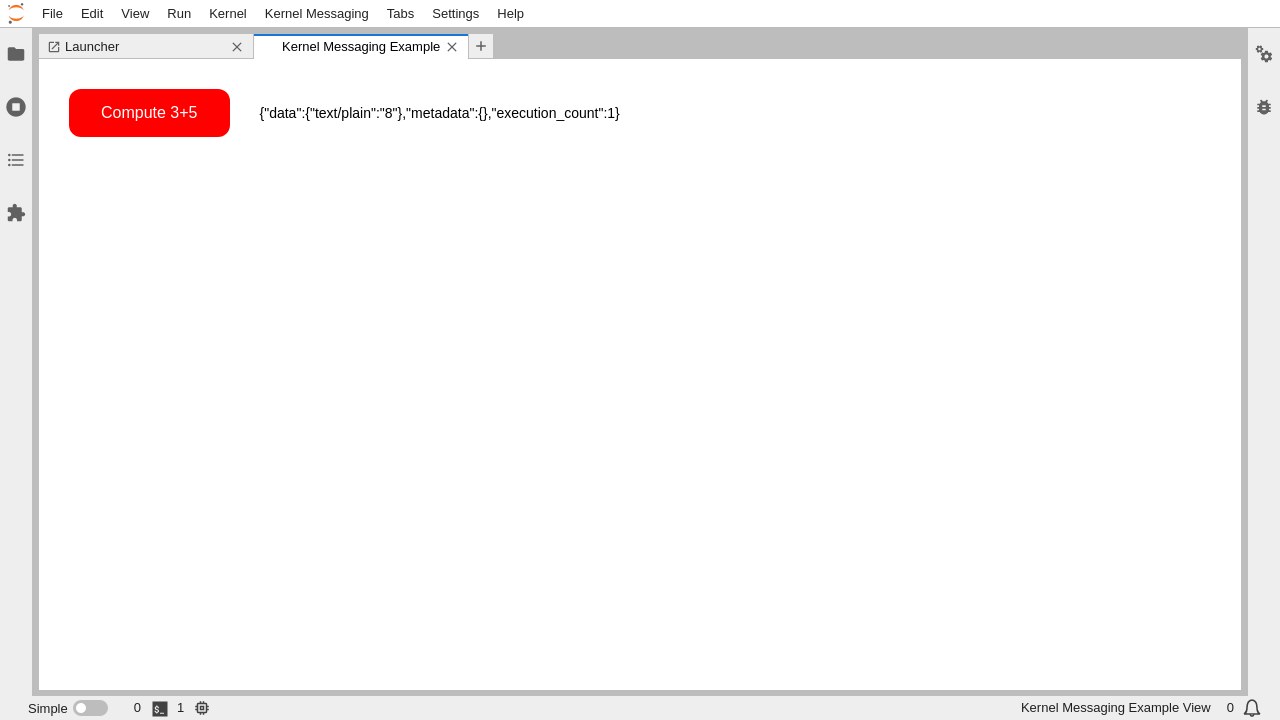 File Edit View Run Kernel Kernel Messaging Tabs Settings Help
Launcher Kernel Messaging Example
Compute 3+5 {"data":{"text/plain":"8"},"metadata":{},"execution_count":1}
Simple 0 1 Kernel Messaging Example View 0